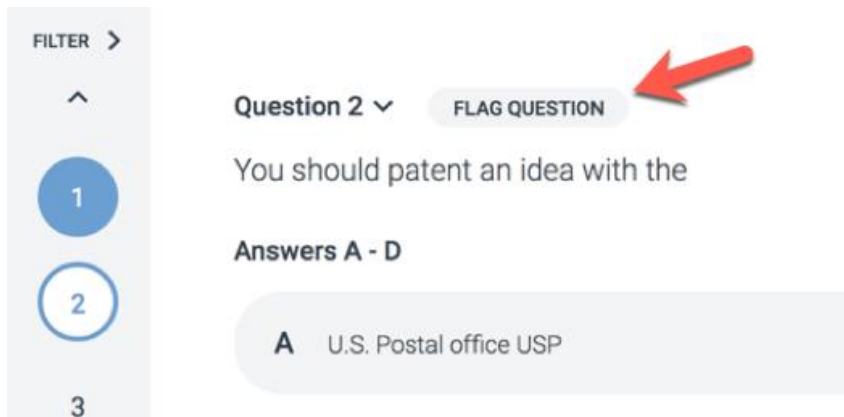 FILTER >
Question 2 FLAG QUESTION
You should patent an idea with the
1
Answers A - D
2
A U.S. Postal office USP
3